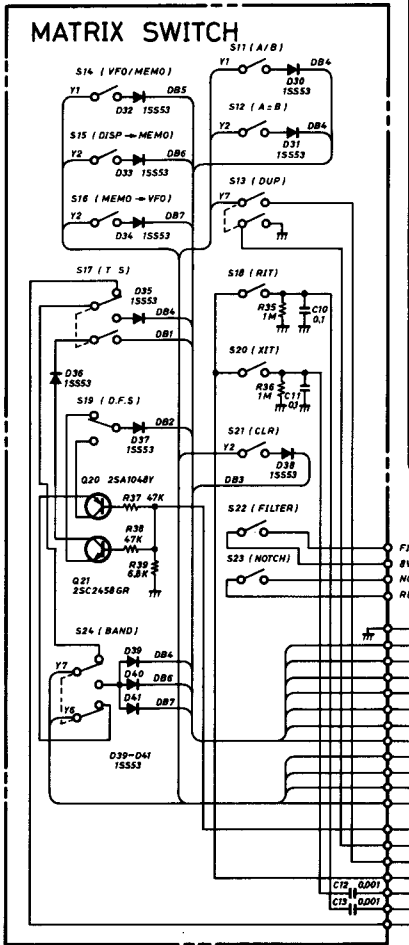 MATRIX SWITCH
S11 (A/B)
Y1
DB4
D30
1SS53
S14 (VFO/MEMO)
Y1
DB5
D32 1SS53
S12 (A=B)
Y2
DB4
D31
1SS53
S15 (DISP→MEMO)
Y2
DB6
D33 1SS53
S13 (DUP)
Y7
S16 (MEMO→VFO)
Y2
DB7
D34 1SS53
S17 (T S)
D35
1SS53
DB4
DB1
S18 (RIT)
R35
1M
C10
0.1
D36
1SS53
S20 (XIT)
R36
1M
C11
0.1
S19 (D.F.S)
DB2
D37
1SS53
S21 (CLR)
Y2
D38
1SS53
DB3
Q20 2SA1048Y
R37 47K
R38
47K
R39
6.8K
Q21
2SC2458GR
S22 (FILTER)
S23 (NOTCH)
8V
S24 (BAND)
Y7
D39
DB4
D40
DB6
D41
DB7
Y6
D39-D41
1SS53
C12 0.001
C13 0.001